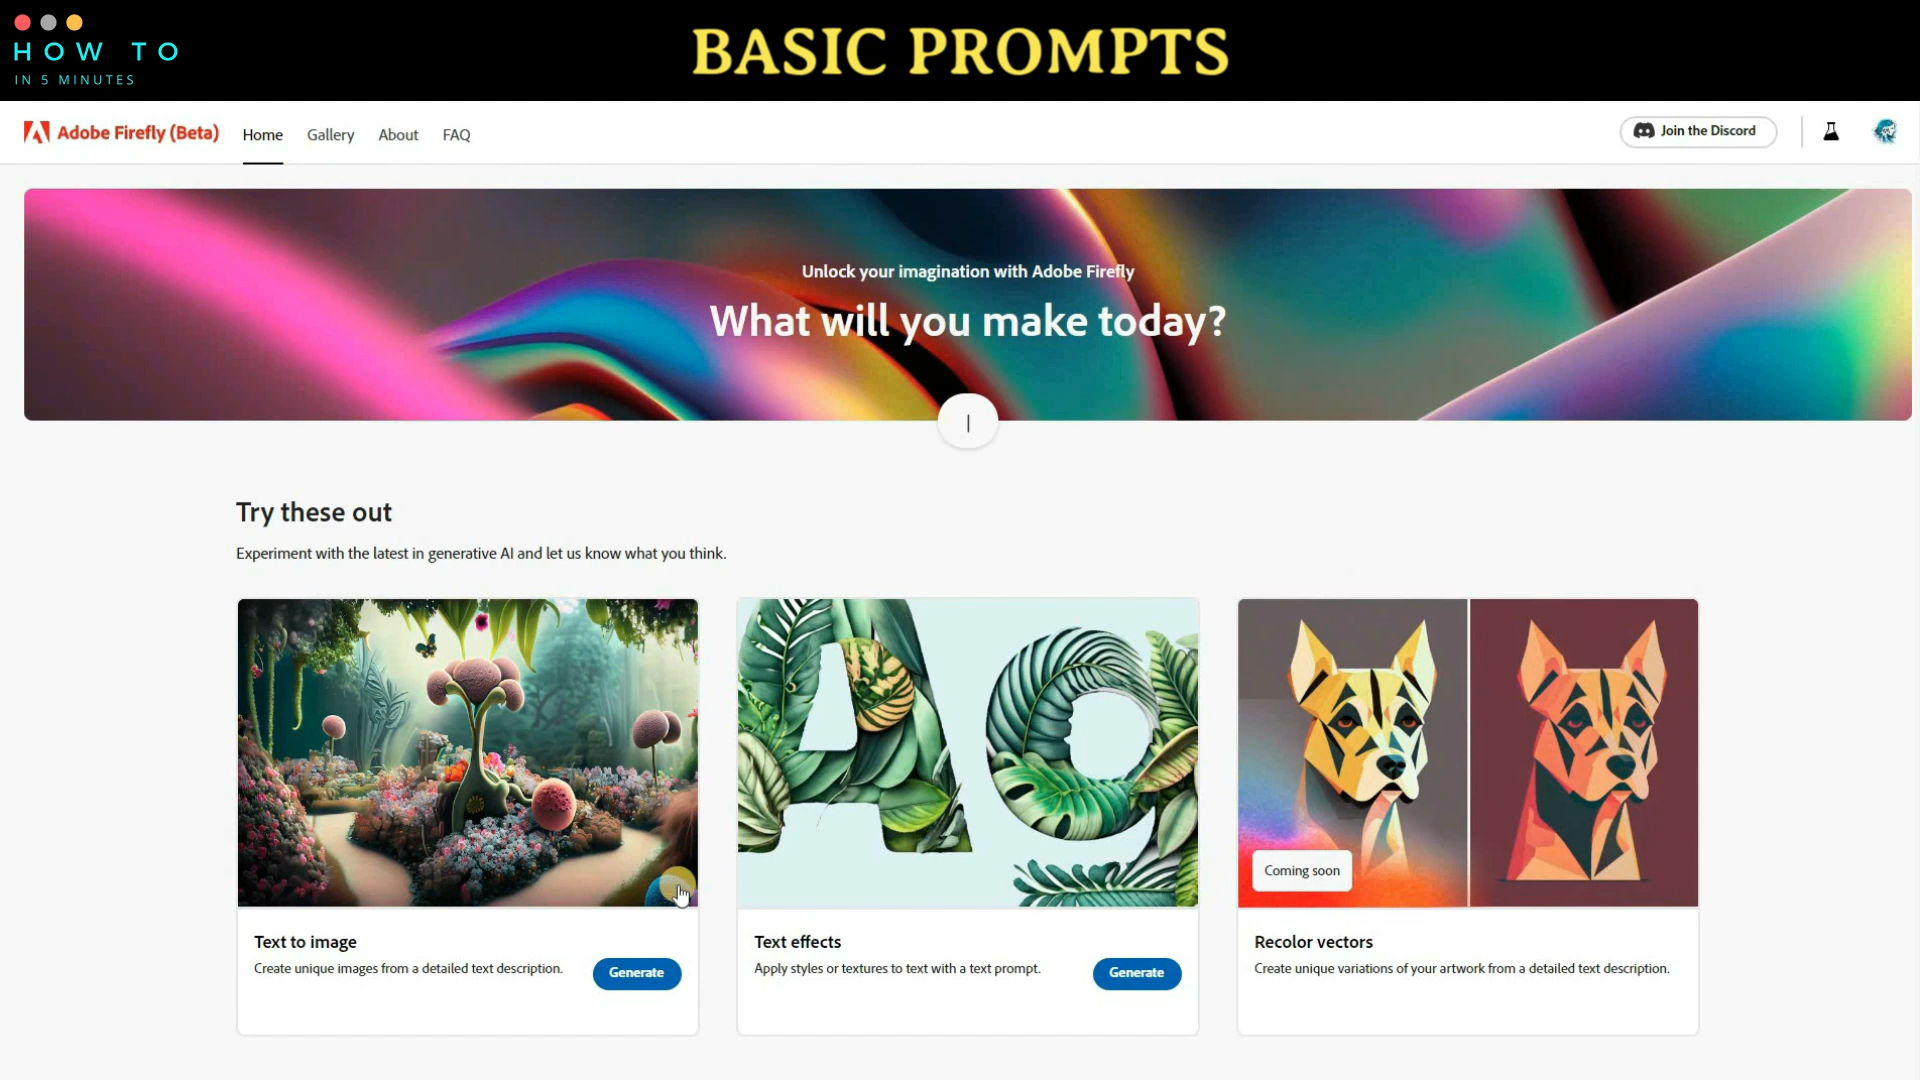 HOW TO
IN 5 MINUTES
BASIC PROMPTS
Adobe Firefly (Beta)
Home
Gallery
About
FAQ
Join the Discord
Unlock your imagination with Adobe Firefly
What will you make today?
Try these out
Experiment with the latest in generative AI and let us know what you think.
Ag
Coming soon
Text to image
Create unique images from a detailed text description.
Generate
Text effects
Apply styles or textures to text with a text prompt.
Generate
Recolor vectors
Create unique variations of your artwork from a detailed text description.